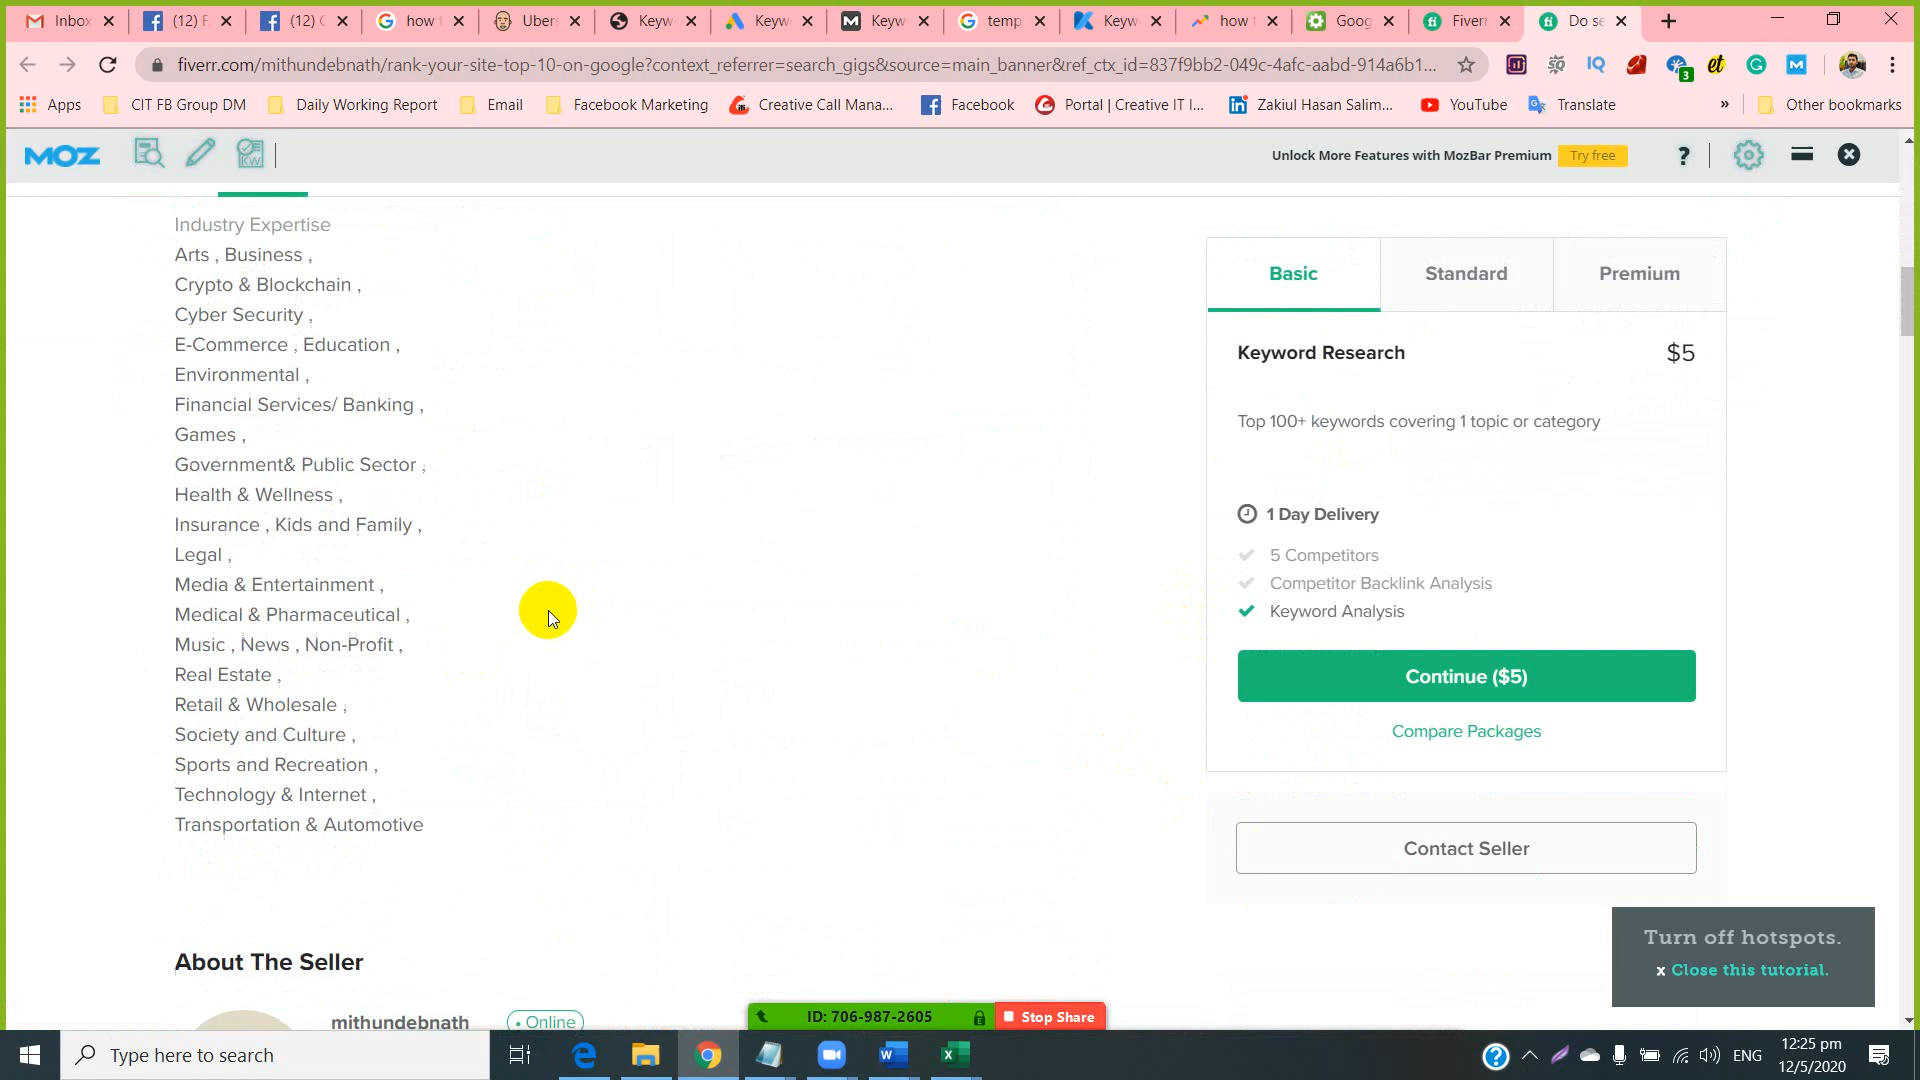 Inbox
(12) F
(12) C
how
Ubers
Keyw
Keyw
Keyw
temp
Keyw
how
Goog
Fiverr
Do se
fiverr.com/mithundebnath/rank-your-site-top-10-on-google?context_referrer=search_gigs&source=main_banner&ref_ctx_id=837f9bb2-049c-4afc-aabd-914a6b1...
Apps
CIT FB Group DM
Daily Working Report
Email
Facebook Marketing
Creative Call Mana...
Facebook
Portal | Creative IT I...
Zakiul Hasan Salim...
YouTube
Translate
»
Other bookmarks
MOZ
Unlock More Features with MozBar Premium
Try free
?
Industry Expertise
Arts , Business ,
Crypto & Blockchain ,
Cyber Security ,
E-Commerce , Education ,
Environmental ,
Financial Services/ Banking ,
Games ,
Government& Public Sector ,
Health & Wellness ,
Insurance , Kids and Family ,
Legal ,
Media & Entertainment ,
Medical & Pharmaceutical ,
Music , News , Non-Profit ,
Real Estate ,
Retail & Wholesale ,
Society and Culture ,
Sports and Recreation ,
Technology & Internet ,
Transportation & Automotive
Basic
Standard
Premium
Keyword Research
$5
Top 100+ keywords covering 1 topic or category
1 Day Delivery
5 Competitors
Competitor Backlink Analysis
Keyword Analysis
Continue ($5)
Compare Packages
Contact Seller
Turn off hotspots.
x Close this tutorial.
About The Seller
mithundebnath
• Online
ID: 706-987-2605
Stop Share
Type here to search
ENG
12:25 pm
12/5/2020